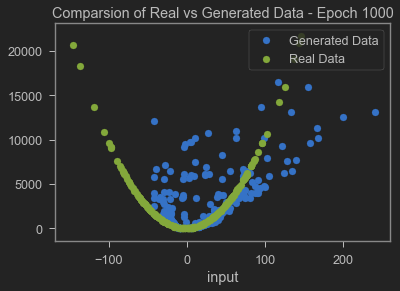 Comparsion of Real vs Generated Data - Epoch 1000
Generated Data
Real Data
20000
15000
10000
5000
0
−100
0
100
200
input